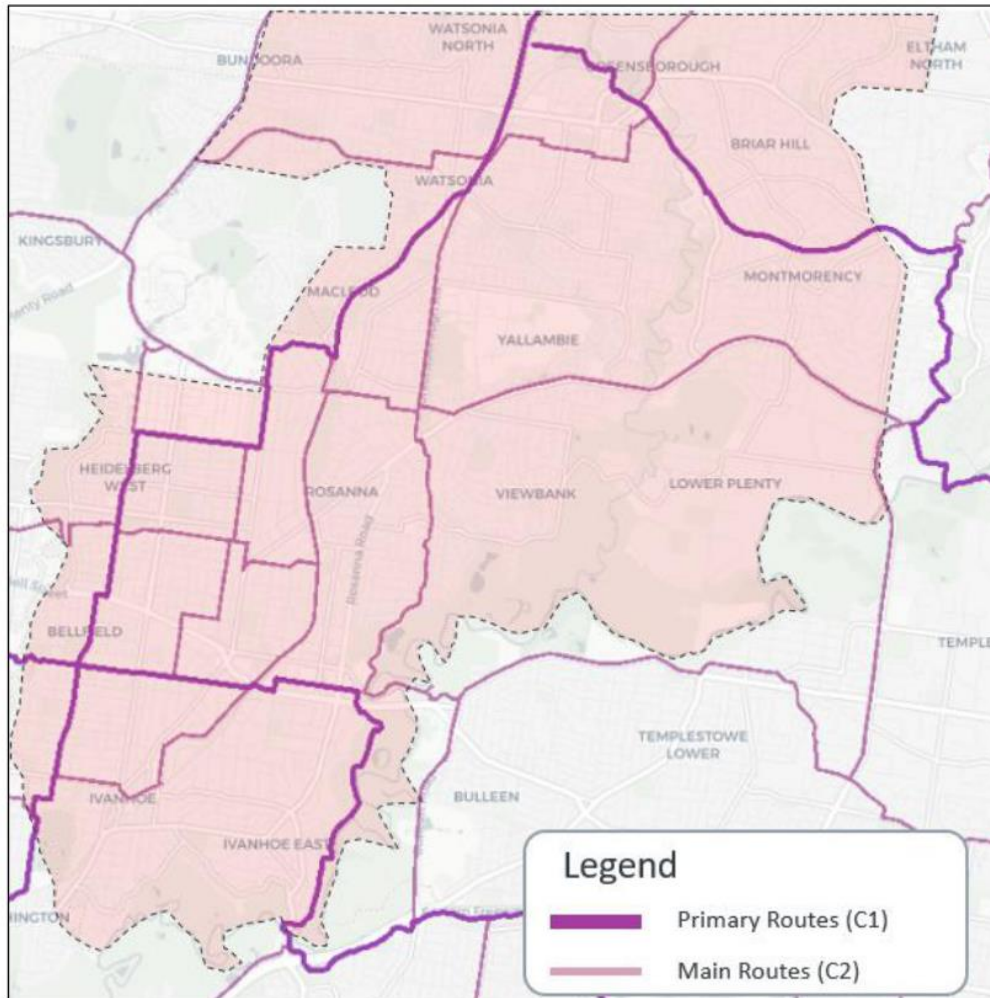 WATSONIA
NORTH
BUNDOORA
ELTHAM
NORTH
BRIAR HILL
WATSONIA
KINGSBURY
MONTMORENCY
MACLEOD
YALLAMBIE
HEIDELBERG
WEST
ROSANNA
VIEWBANK
LOWER PLENTY
Rosanna Road
BELLFIELD
TEMPLE
TEMPLESTOWE
LOWER
BULLEEN
IVANHOE
IVANHOE EAST
Legend
Primary Routes (C1)
Main Routes (C2)